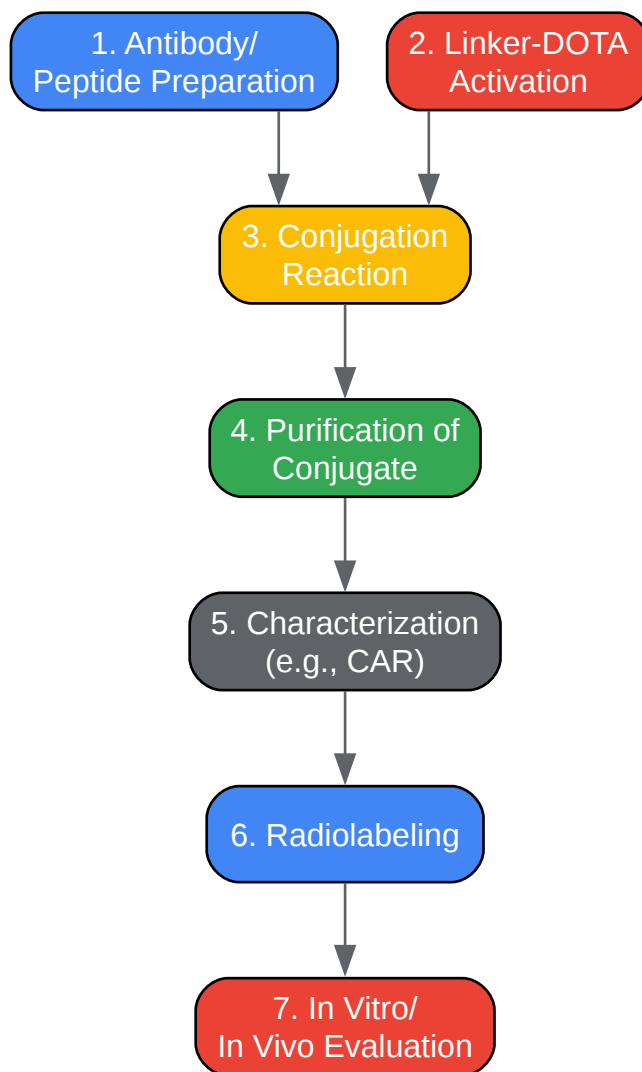 1. Antibody/
Peptide Preparation
2. Linker-DOTA
Activation
3. Conjugation
Reaction
4. Purification of
Conjugate
5. Characterization
(e.g., CAR)
6. Radiolabeling
7. In Vitro/
In Vivo Evaluation